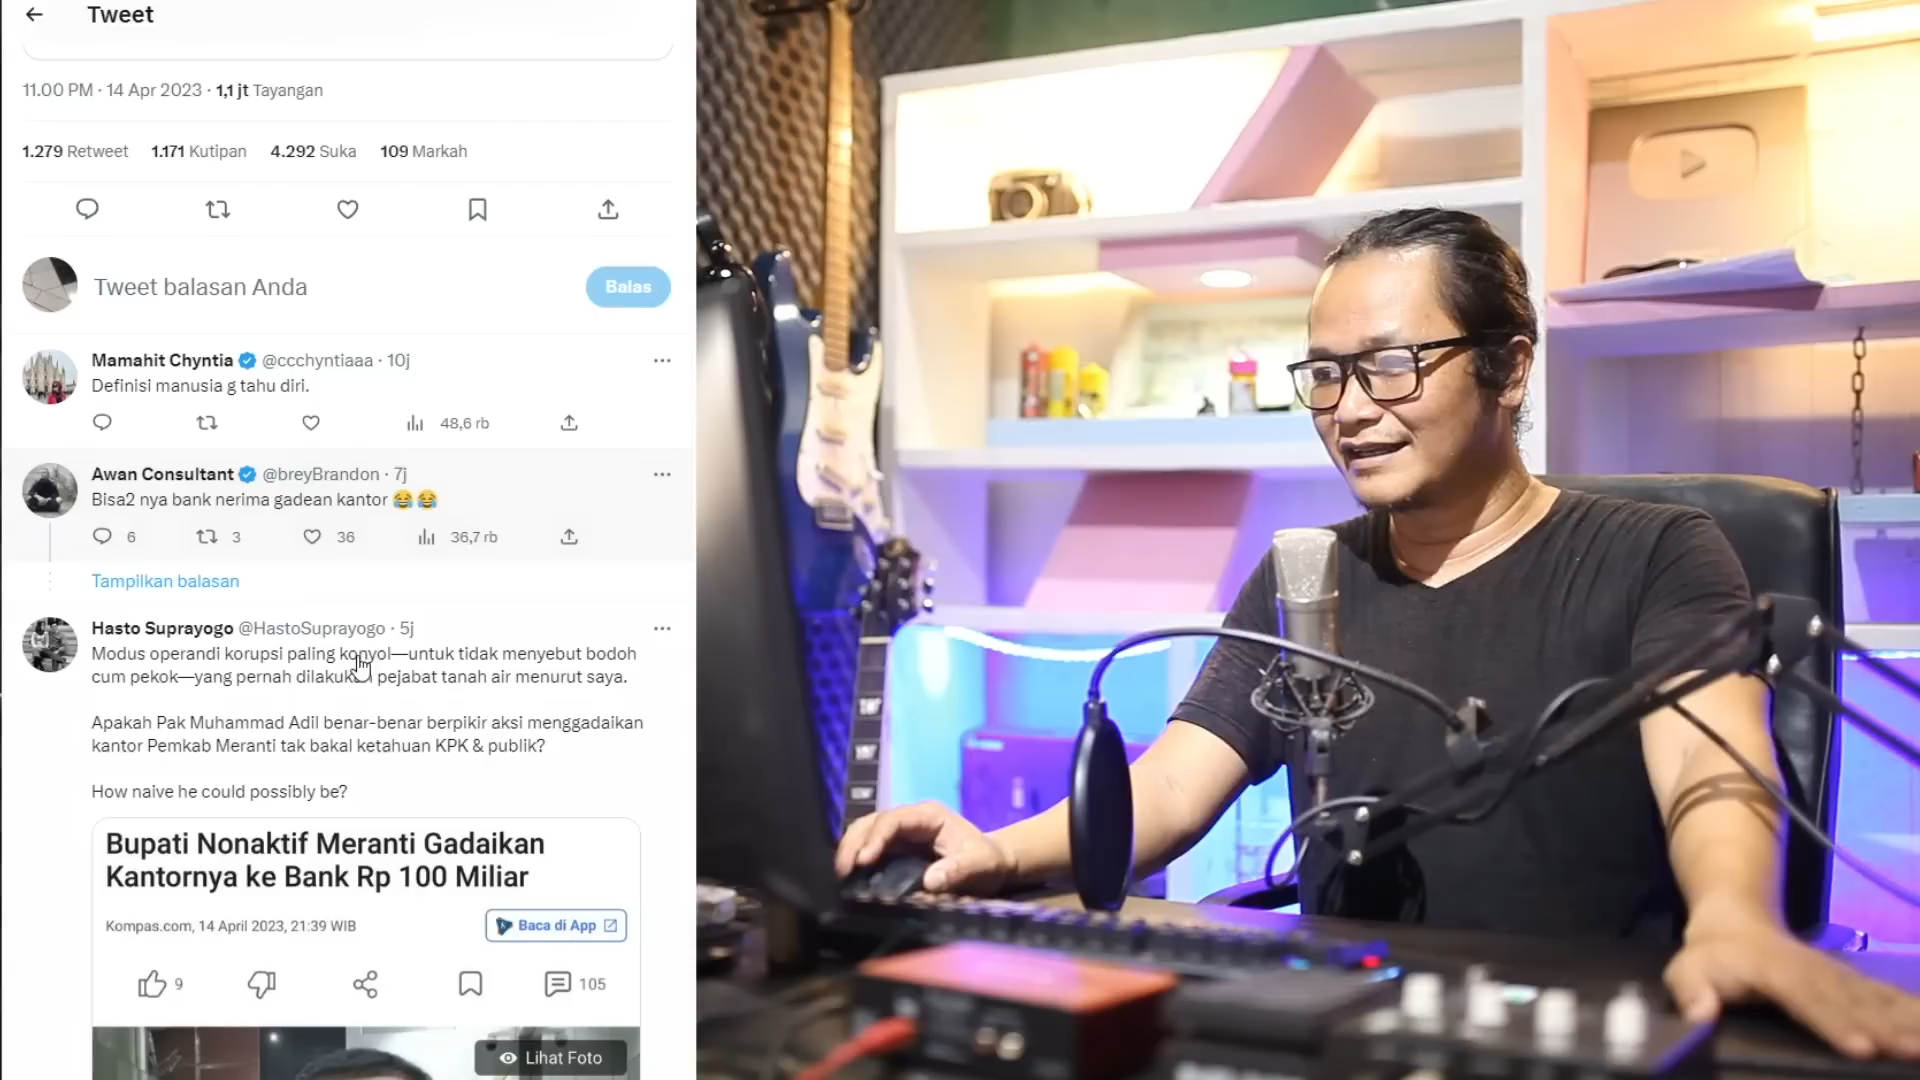 Tweet
11.00 PM · 14 Apr 2023 · 1,1 jt Tayangan
1.279 Retweet 1.171 Kutipan 4.292 Suka 109 Markah
Tweet balasan Anda
Balas
Mamahit Chyntia @ccchyntiaaa · 10j
Definisi manusia g tahu diri.
48,6 rb
Awan Consultant @breyBrandon · 7j
Bisa2 nya bank nerima gadean kantor 😂😂
6 3 36 36,7 rb
Tampilkan balasan
Hasto Suprayogo @HastoSuprayogo · 5j
Modus operandi korupsi paling konyol—untuk tidak menyebut bodoh
cum pekok—yang pernah pejabat tanah air menurut saya.
Apakah Pak Muhammad Adil benar-benar berpikir aksi menggadaikan
kantor Pemkab Meranti tak bakal ketahuan KPK & publik?
How naive he could possibly be?
Bupati Nonaktif Meranti Gadaikan
Kantornya ke Bank Rp 100 Miliar
Kompas.com, 14 April 2023, 21:39 WIB
Baca di App
9 105
Lihat Foto